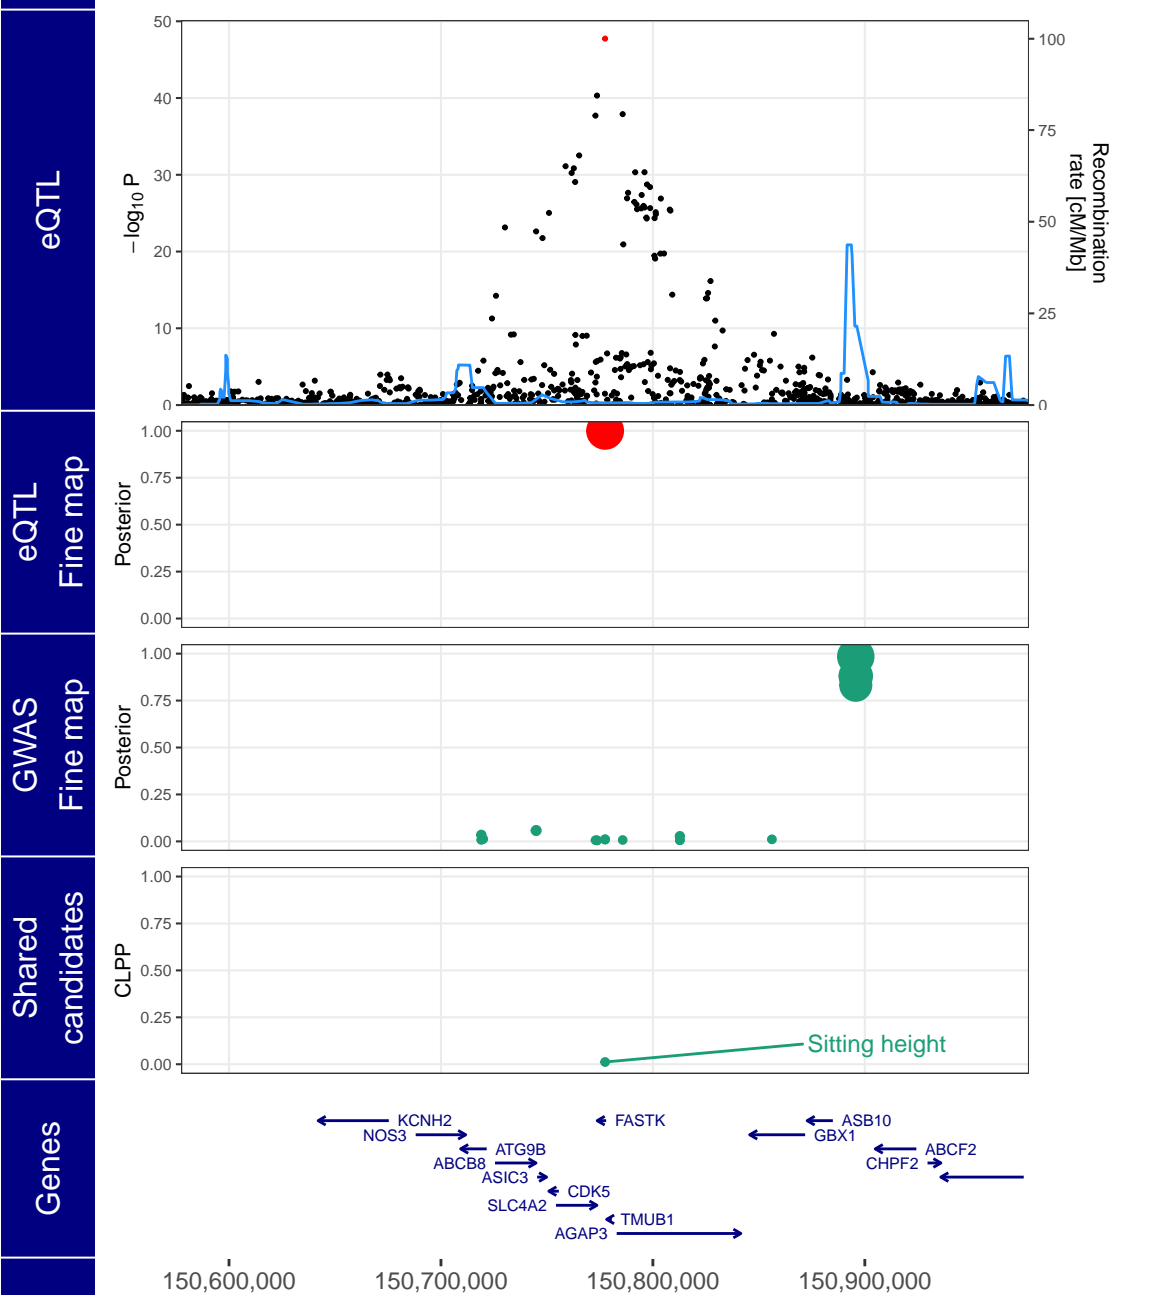 eQTL
50
40
30
20
10
0
−log10 P
100
75
50
25
0
Recombination
rate [cM/Mb]
eQTL
Fine map
1.00
0.75
0.50
0.25
0.00
Posterior
GWAS
Fine map
1.00
0.75
0.50
0.25
0.00
Posterior
Shared
candidates
1.00
0.75
0.50
0.25
0.00
CLPP
Sitting height
Genes
KCNH2 FASTK ASB10
NOS3 GBX1
ATG9B ABCF2
ABCB8 CHPF2
ASIC3
CDK5
SLC4A2
TMUB1
AGAP3
150,600,000 150,700,000 150,800,000 150,900,000